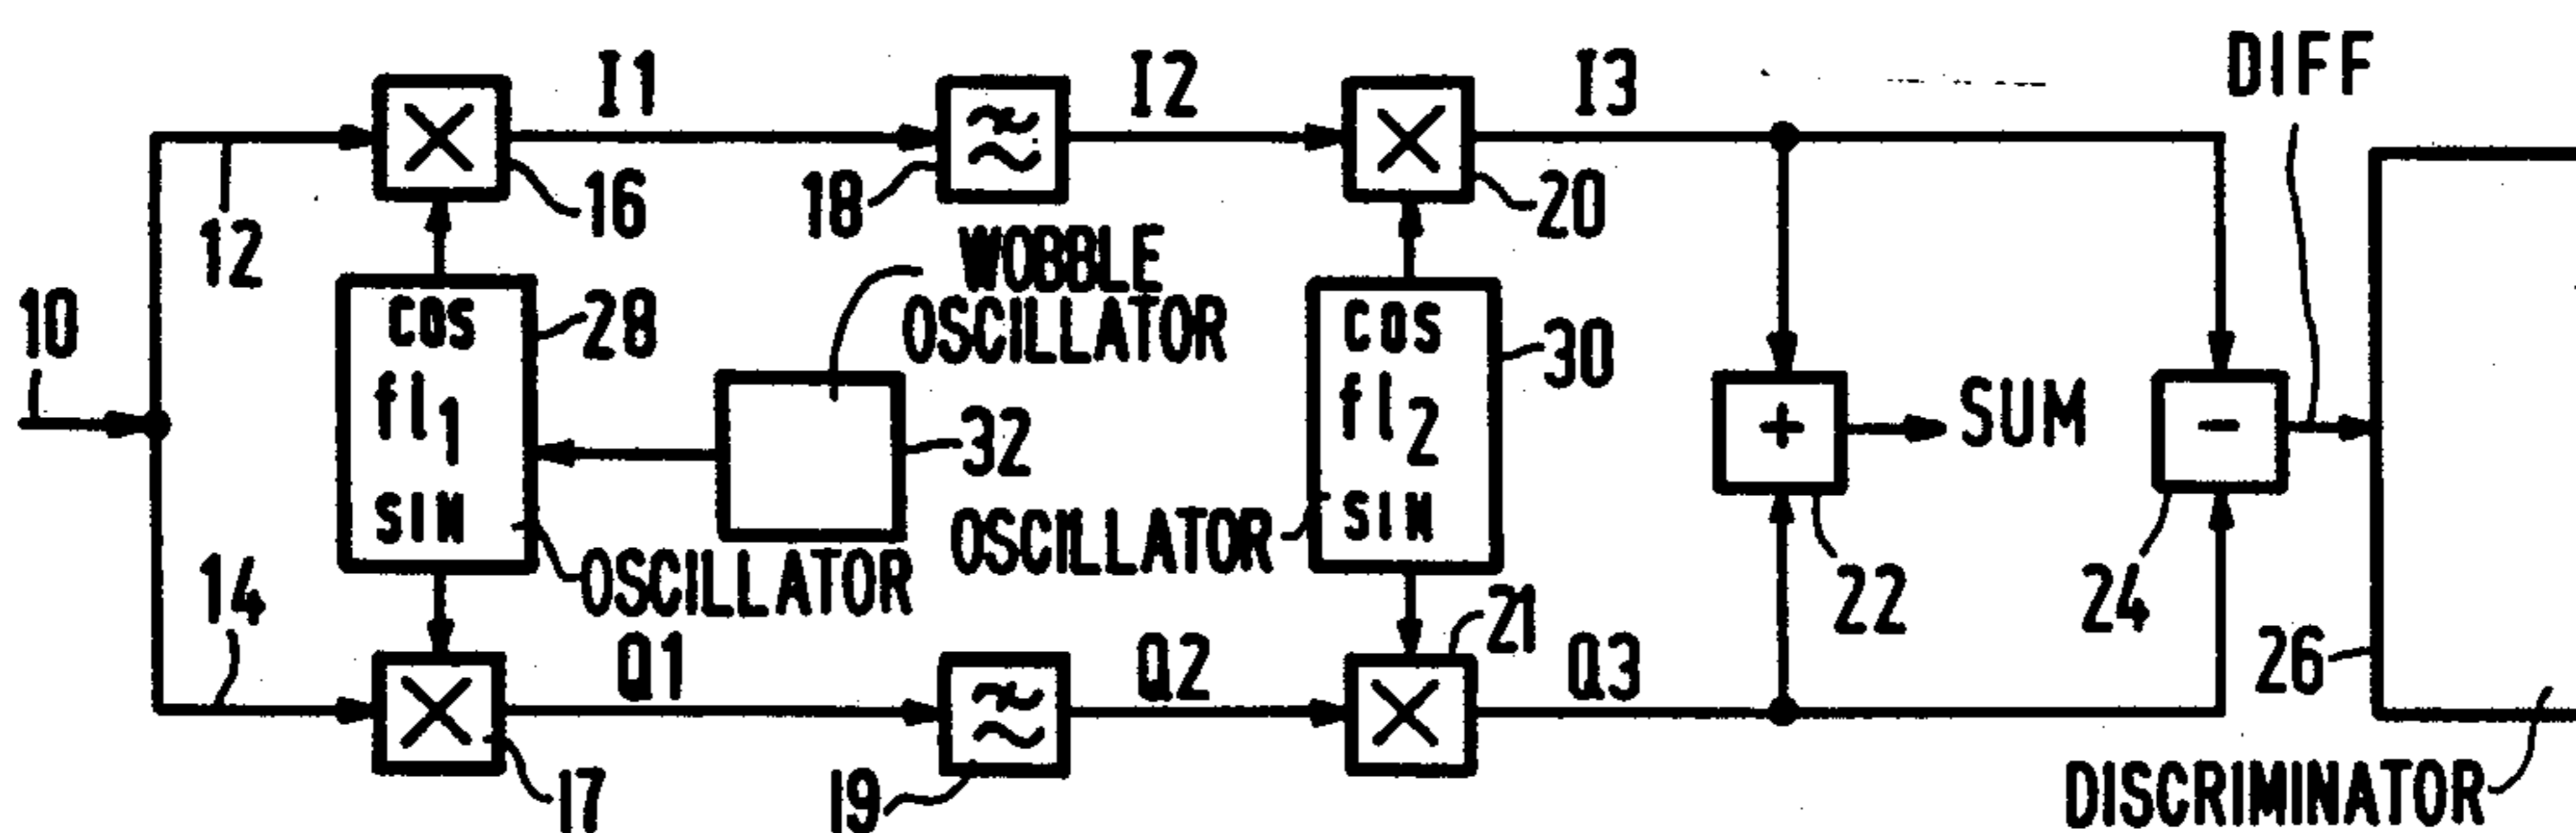 I1
I2
I3
DIFF
12
16
18
20
10
COS
fl1
SIN
28
WOBBLE
OSCILLATOR
32
OSCILLATOR
COS
fl2
SIN
30
OSCILLATOR
+
SUM
-
22
24
14
Q1
Q2
21
Q3
26
17
19
DISCRIMINATOR